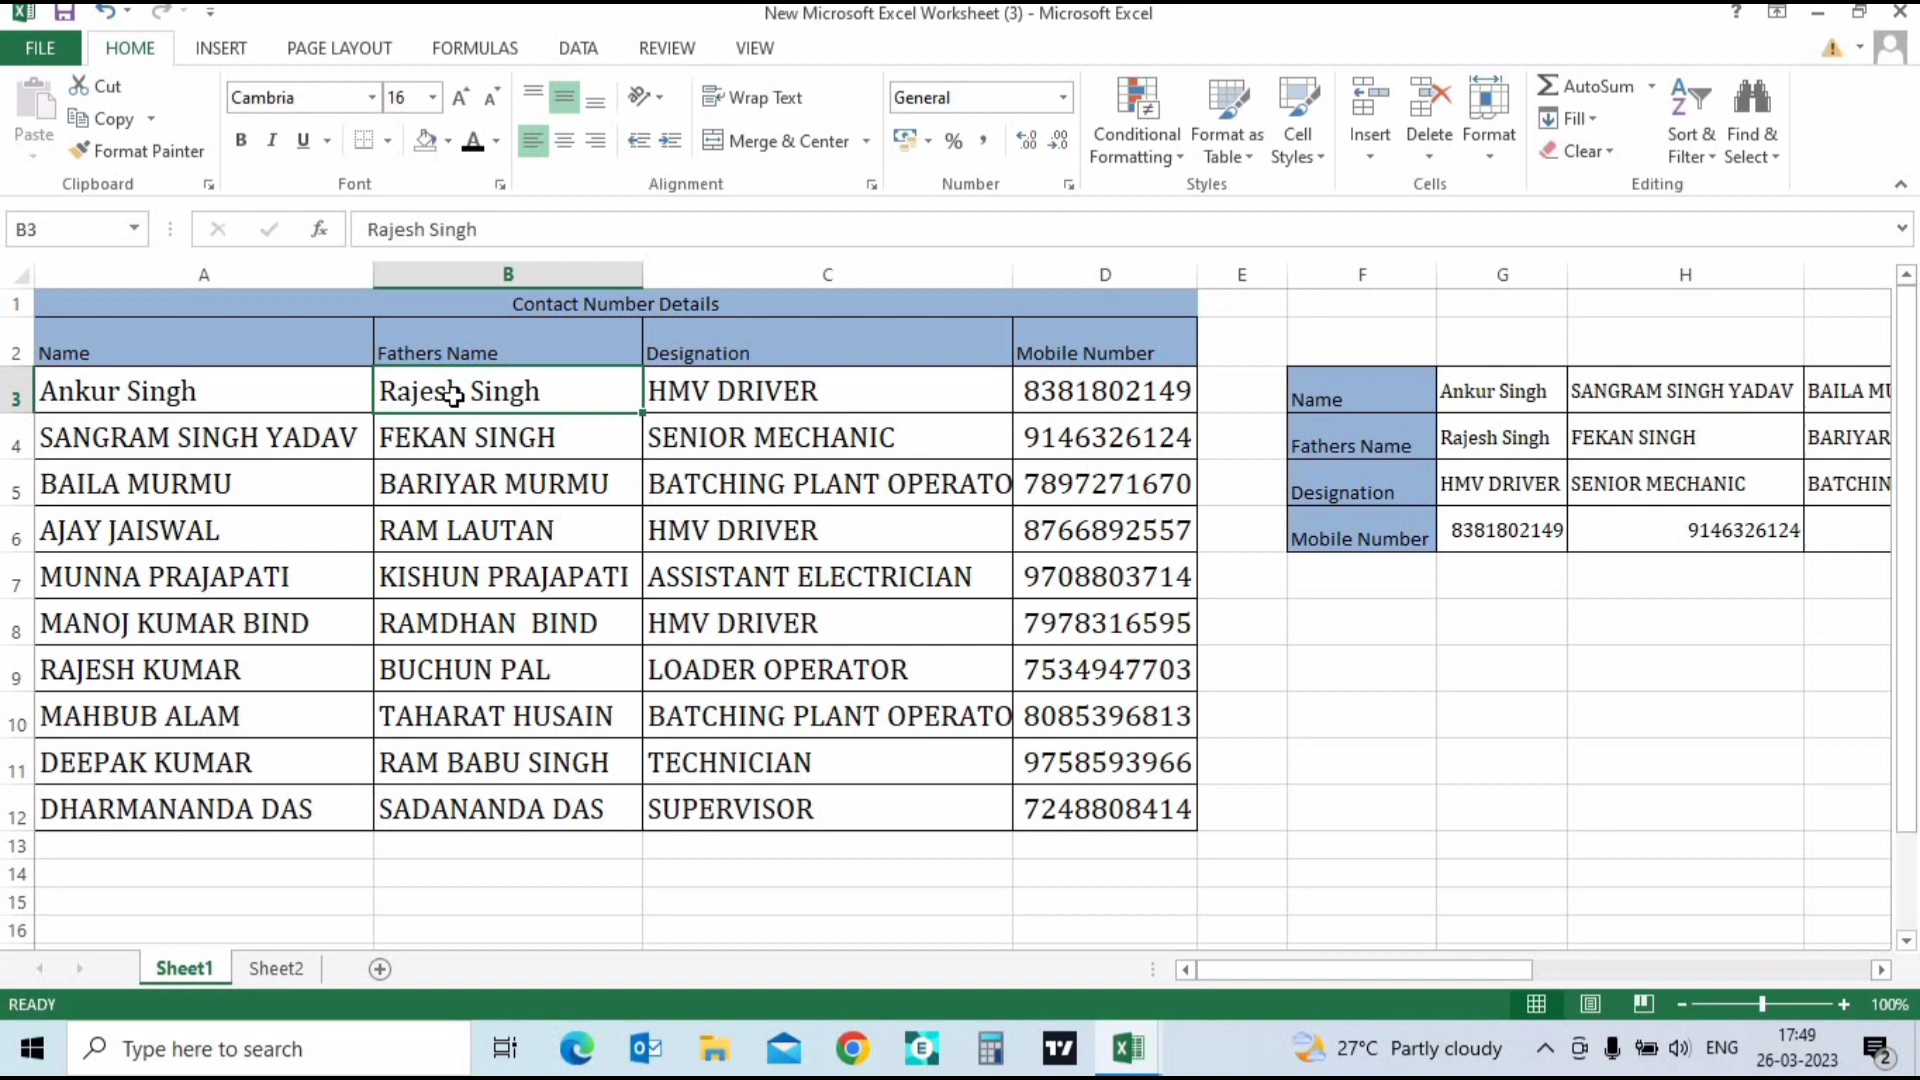 New Microsoft Excel Worksheet (3) - Microsoft Excel
FILE HOME INSERT PAGE LAYOUT FORMULAS DATA REVIEW VIEW
Paste
Cut
Copy
Format Painter
Clipboard
Cambria 16
B I U
Font
Wrap Text
Merge & Center
Alignment
General
%
Number
Conditional Formatting
Format as Table
Cell Styles
Styles
Insert Delete Format
Cells
AutoSum
Fill
Clear
Sort & Filter
Find & Select
Editing
B3 fx Rajesh Singh
A B C D E F G H
1 Contact Number Details
2 Name Fathers Name Designation Mobile Number
3 Ankur Singh Rajesh Singh HMV DRIVER 8381802149 Name Ankur Singh SANGRAM SINGH YADAV BAILA MU
4 SANGRAM SINGH YADAV FEKAN SINGH SENIOR MECHANIC 9146326124 Fathers Name Rajesh Singh FEKAN SINGH BARIYAR
5 BAILA MURMU BARIYAR MURMU BATCHING PLANT OPERATO 7897271670 Designation HMV DRIVER SENIOR MECHANIC BATCHIN
6 AJAY JAISWAL RAM LAUTAN HMV DRIVER 8766892557 Mobile Number 8381802149 9146326124
7 MUNNA PRAJAPATI KISHUN PRAJAPATI ASSISTANT ELECTRICIAN 9708803714
8 MANOJ KUMAR BIND RAMDHAN  BIND HMV DRIVER 7978316595
9 RAJESH KUMAR BUCHUN PAL LOADER OPERATOR 7534947703
10 MAHBUB ALAM TAHARAT HUSAIN BATCHING PLANT OPERATO 8085396813
11 DEEPAK KUMAR RAM BABU SINGH TECHNICIAN 9758593966
12 DHARMANANDA DAS SADANANDA DAS SUPERVISOR 7248808414
13
14
15
16
Sheet1 Sheet2
READY 100%
Type here to search 27°C Partly cloudy ENG 17:49
26-03-2023 2